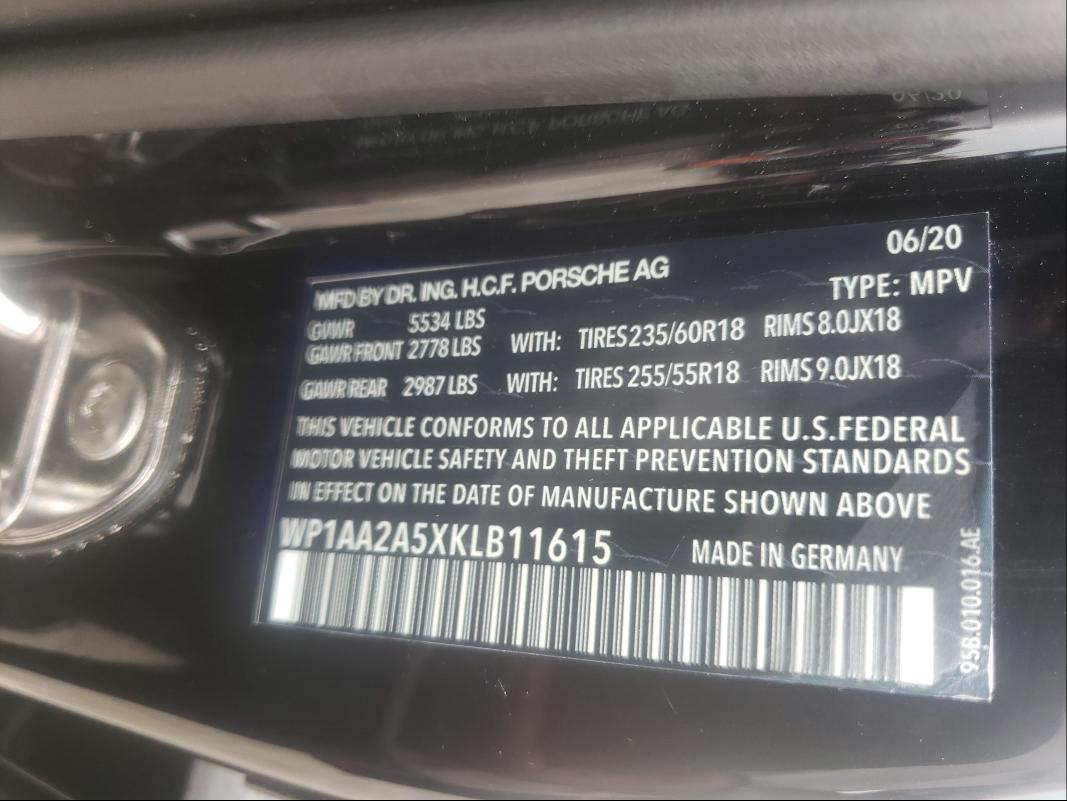 06/20
MFD BY DR. ING. H.C.F. PORSCHE AG
TYPE: MPV
GVWR 5534 LBS
GAWR FRONT 2778 LBS WITH: TIRES 235/60R18 RIMS 8.0JX18
GAWR REAR 2987 LBS WITH: TIRES 255/55R18 RIMS 9.0JX18
THIS VEHICLE CONFORMS TO ALL APPLICABLE U.S.FEDERAL
MOTOR VEHICLE SAFETY AND THEFT PREVENTION STANDARDS
IN EFFECT ON THE DATE OF MANUFACTURE SHOWN ABOVE
WP1AA2A5XKLB11615 MADE IN GERMANY
95B.010.016.AE